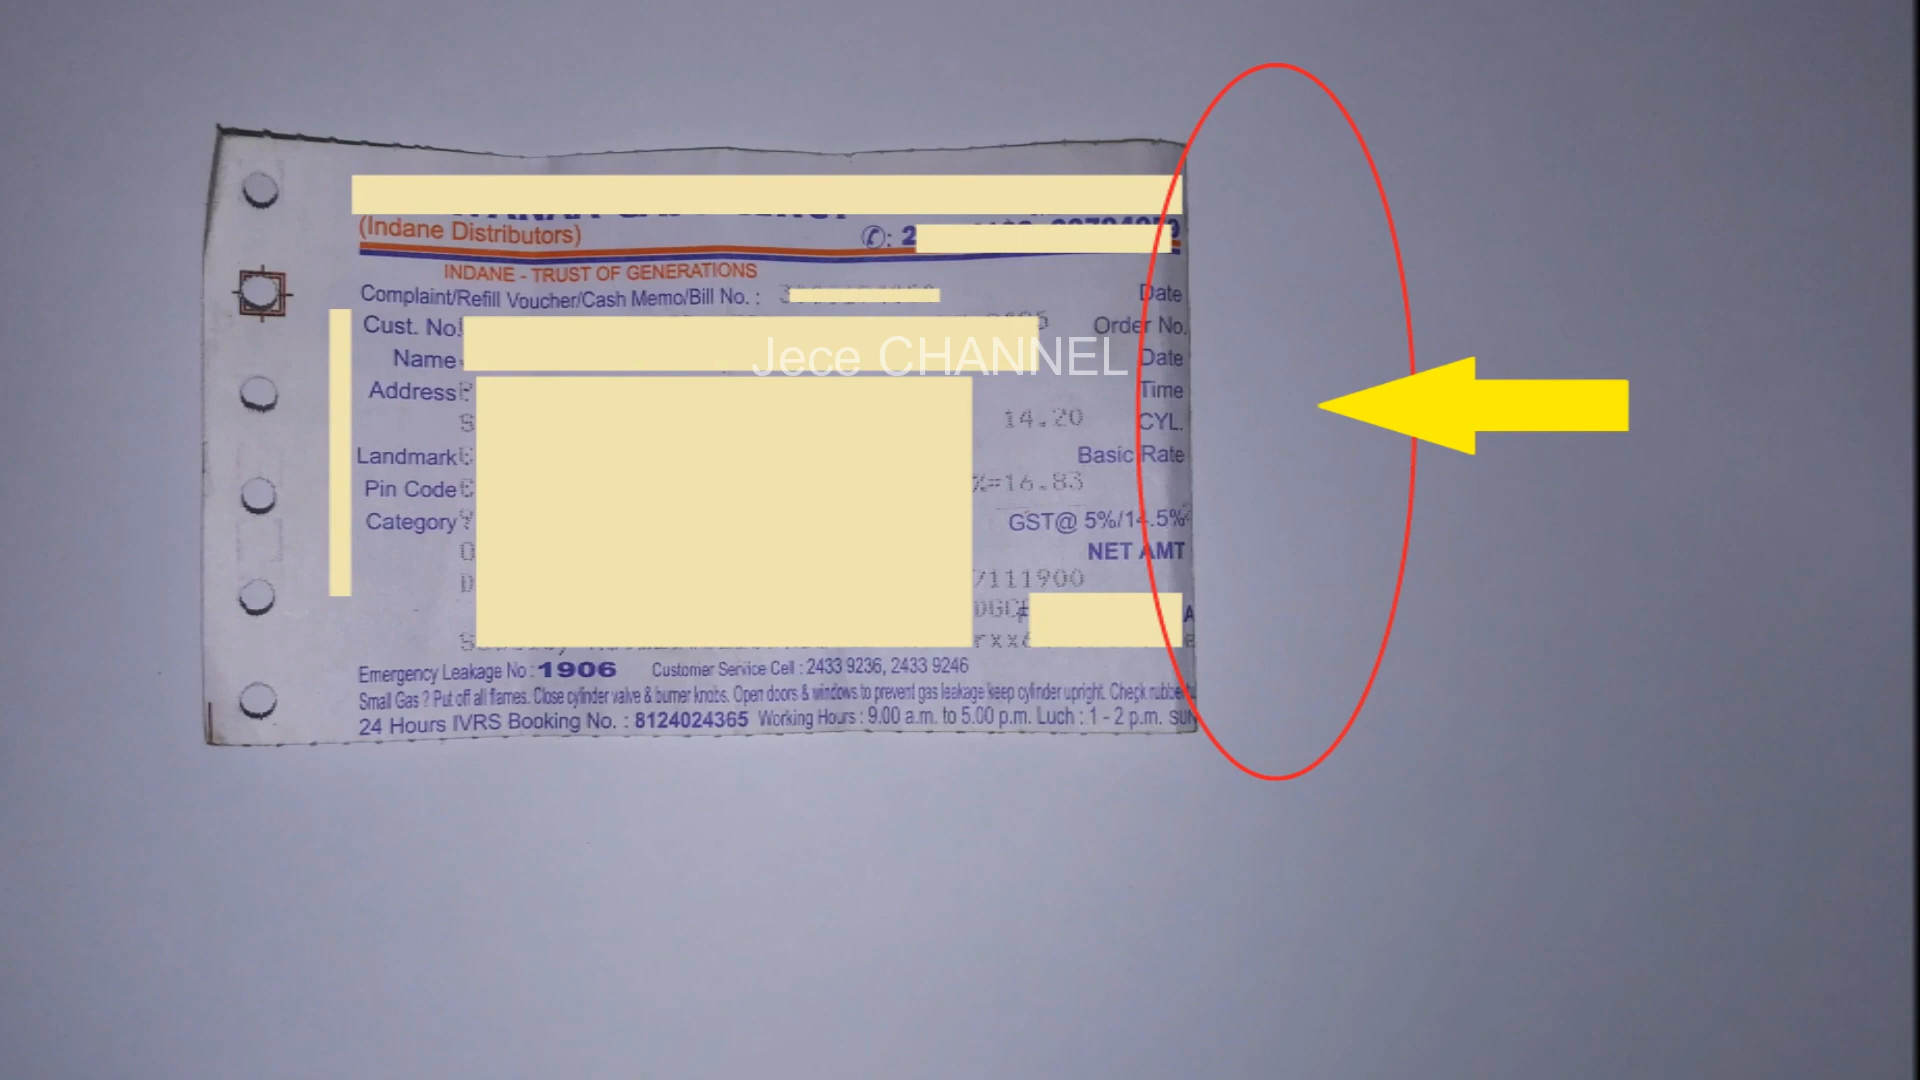 (Indane Distributors)
✆: 2
INDANE - TRUST OF GENERATIONS
Complaint/Refill Voucher/Cash Memo/Bill No. : Date
Cust. No. Order No.
Jece CHANNEL
Name Date
Address Time
14.20 CYL.
Landmark Basic Rate
Pin Code %=16.83
Category GST@ 5%/14.5%
NET AMT
/111900
Emergency Leakage No : 1906 Customer Service Cell : 2433 9236, 2433 9246
Small Gas ? Put off all flames. Close cylinder valve & burner knobs. Open doors & windows to prevent gas leakage keep cylinder upright. Check
24 Hours IVRS Booking No. : 8124024365 Working Hours : 9.00 a.m. to 5.00 p.m. Luch : 1 - 2 p.m. SUN